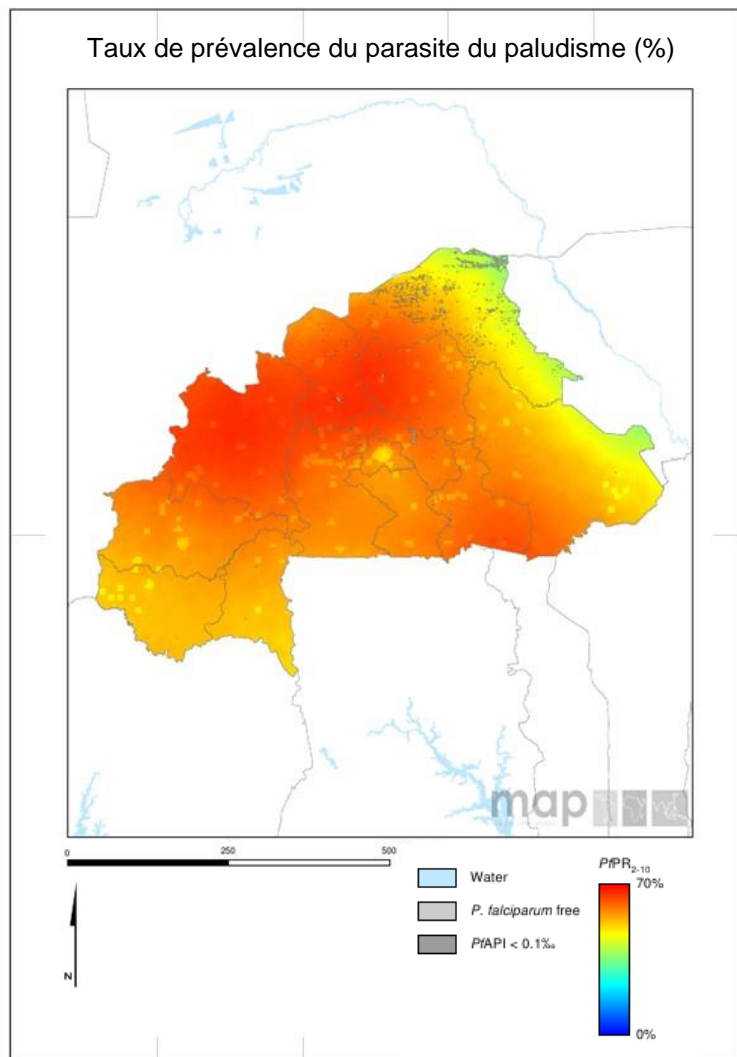 Taux de prévalence du parasite du paludisme (%)
map
0 250 500
N
Water
P. falciparum free
PfAPI < 0.1‰
PfPR2-10
70%
0%